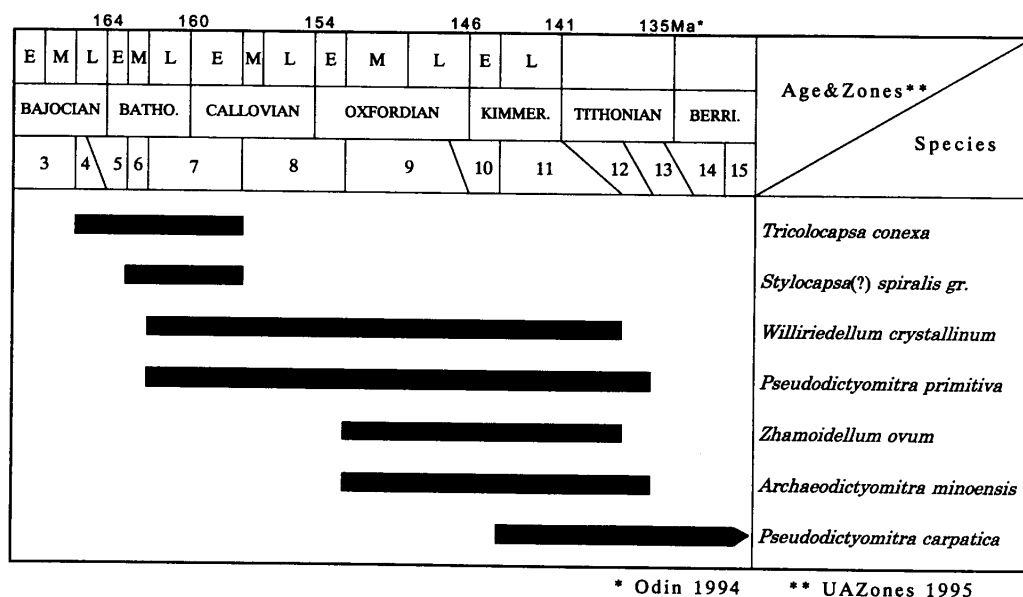 164 160 154 146 141 135Ma*
E M L E M L E M L E M L E L
Age&Zones**
BAJOCIAN BATHO. CALLOVIAN OXFORDIAN KIMMER. TITHONIAN BERRI.
Species
3 4 5 6 7 8 9 10 11 12 13 14 15
Tricolocapsa conexa
Stylocapsa(?) spiralis gr.
Williriedellum crystallinum
Pseudodictyomitra primitiva
Zhamoidellum ovum
Archaeodictyomitra minoensis
Pseudodictyomitra carpatica
* Odin 1994 ** UAZones 1995